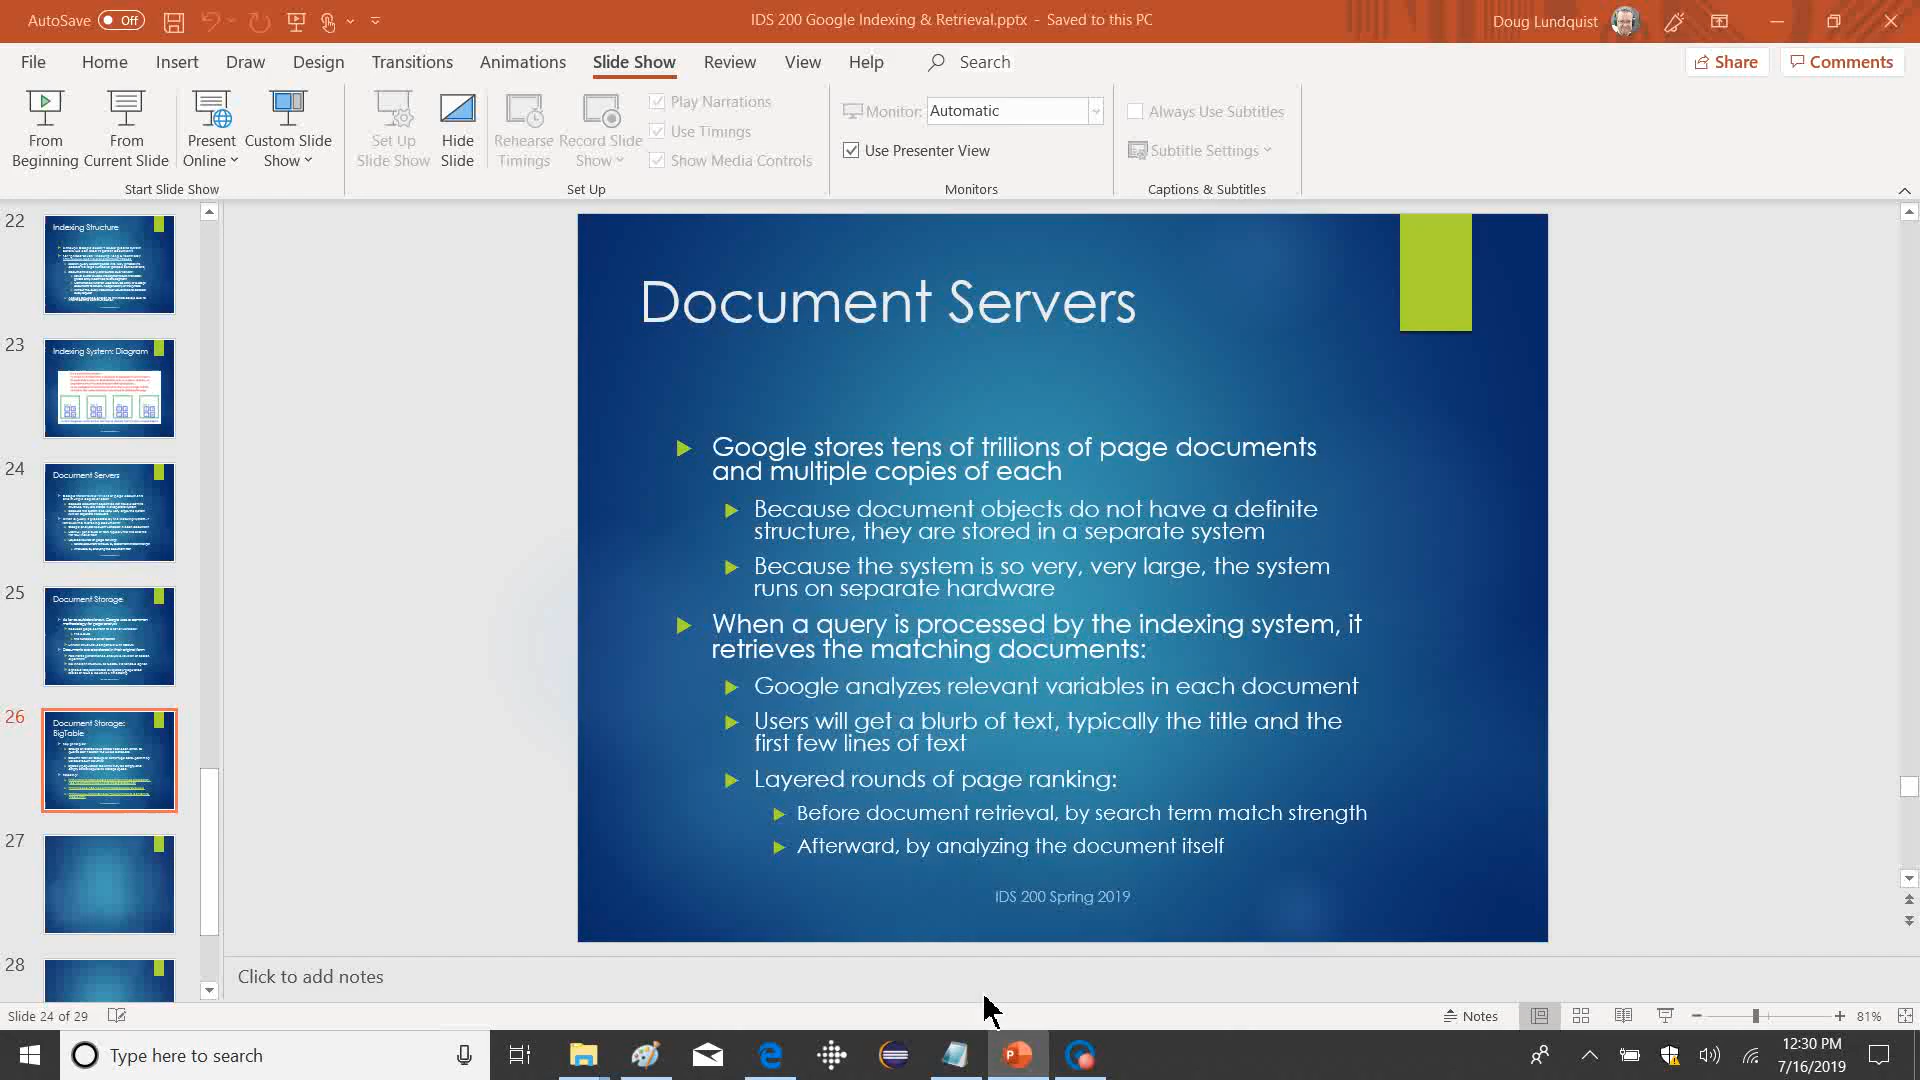 AutoSave Off
IDS 200 Google Indexing & Retrieval.pptx - Saved to this PC
Doug Lundquist
File Home Insert Draw Design Transitions Animations Slide Show Review View Help Search
Share Comments
From Beginning
From Current Slide
Present Online
Custom Slide Show
Start Slide Show
Set Up Slide Show
Hide Slide
Rehearse Timings
Record Slide Show
Play Narrations
Use Timings
Show Media Controls
Set Up
Monitor: Automatic
Use Presenter View
Monitors
Always Use Subtitles
Subtitle Settings
Captions & Subtitles
22
Indexing Structure
23
Indexing System: Diagram
24
Document Servers
25
Document Storage
26
Document Storage:
BigTable
27
28
Document Servers
Google stores tens of trillions of page documents
and multiple copies of each
Because document objects do not have a definite
structure, they are stored in a separate system
Because the system is so very, very large, the system
runs on separate hardware
When a query is processed by the indexing system, it
retrieves the matching documents:
Google analyzes relevant variables in each document
Users will get a blurb of text, typically the title and the
first few lines of text
Layered rounds of page ranking:
Before document retrieval, by search term match strength
Afterward, by analyzing the document itself
IDS 200 Spring 2019
Click to add notes
Slide 24 of 29
Notes
81%
Type here to search
12:30 PM
7/16/2019